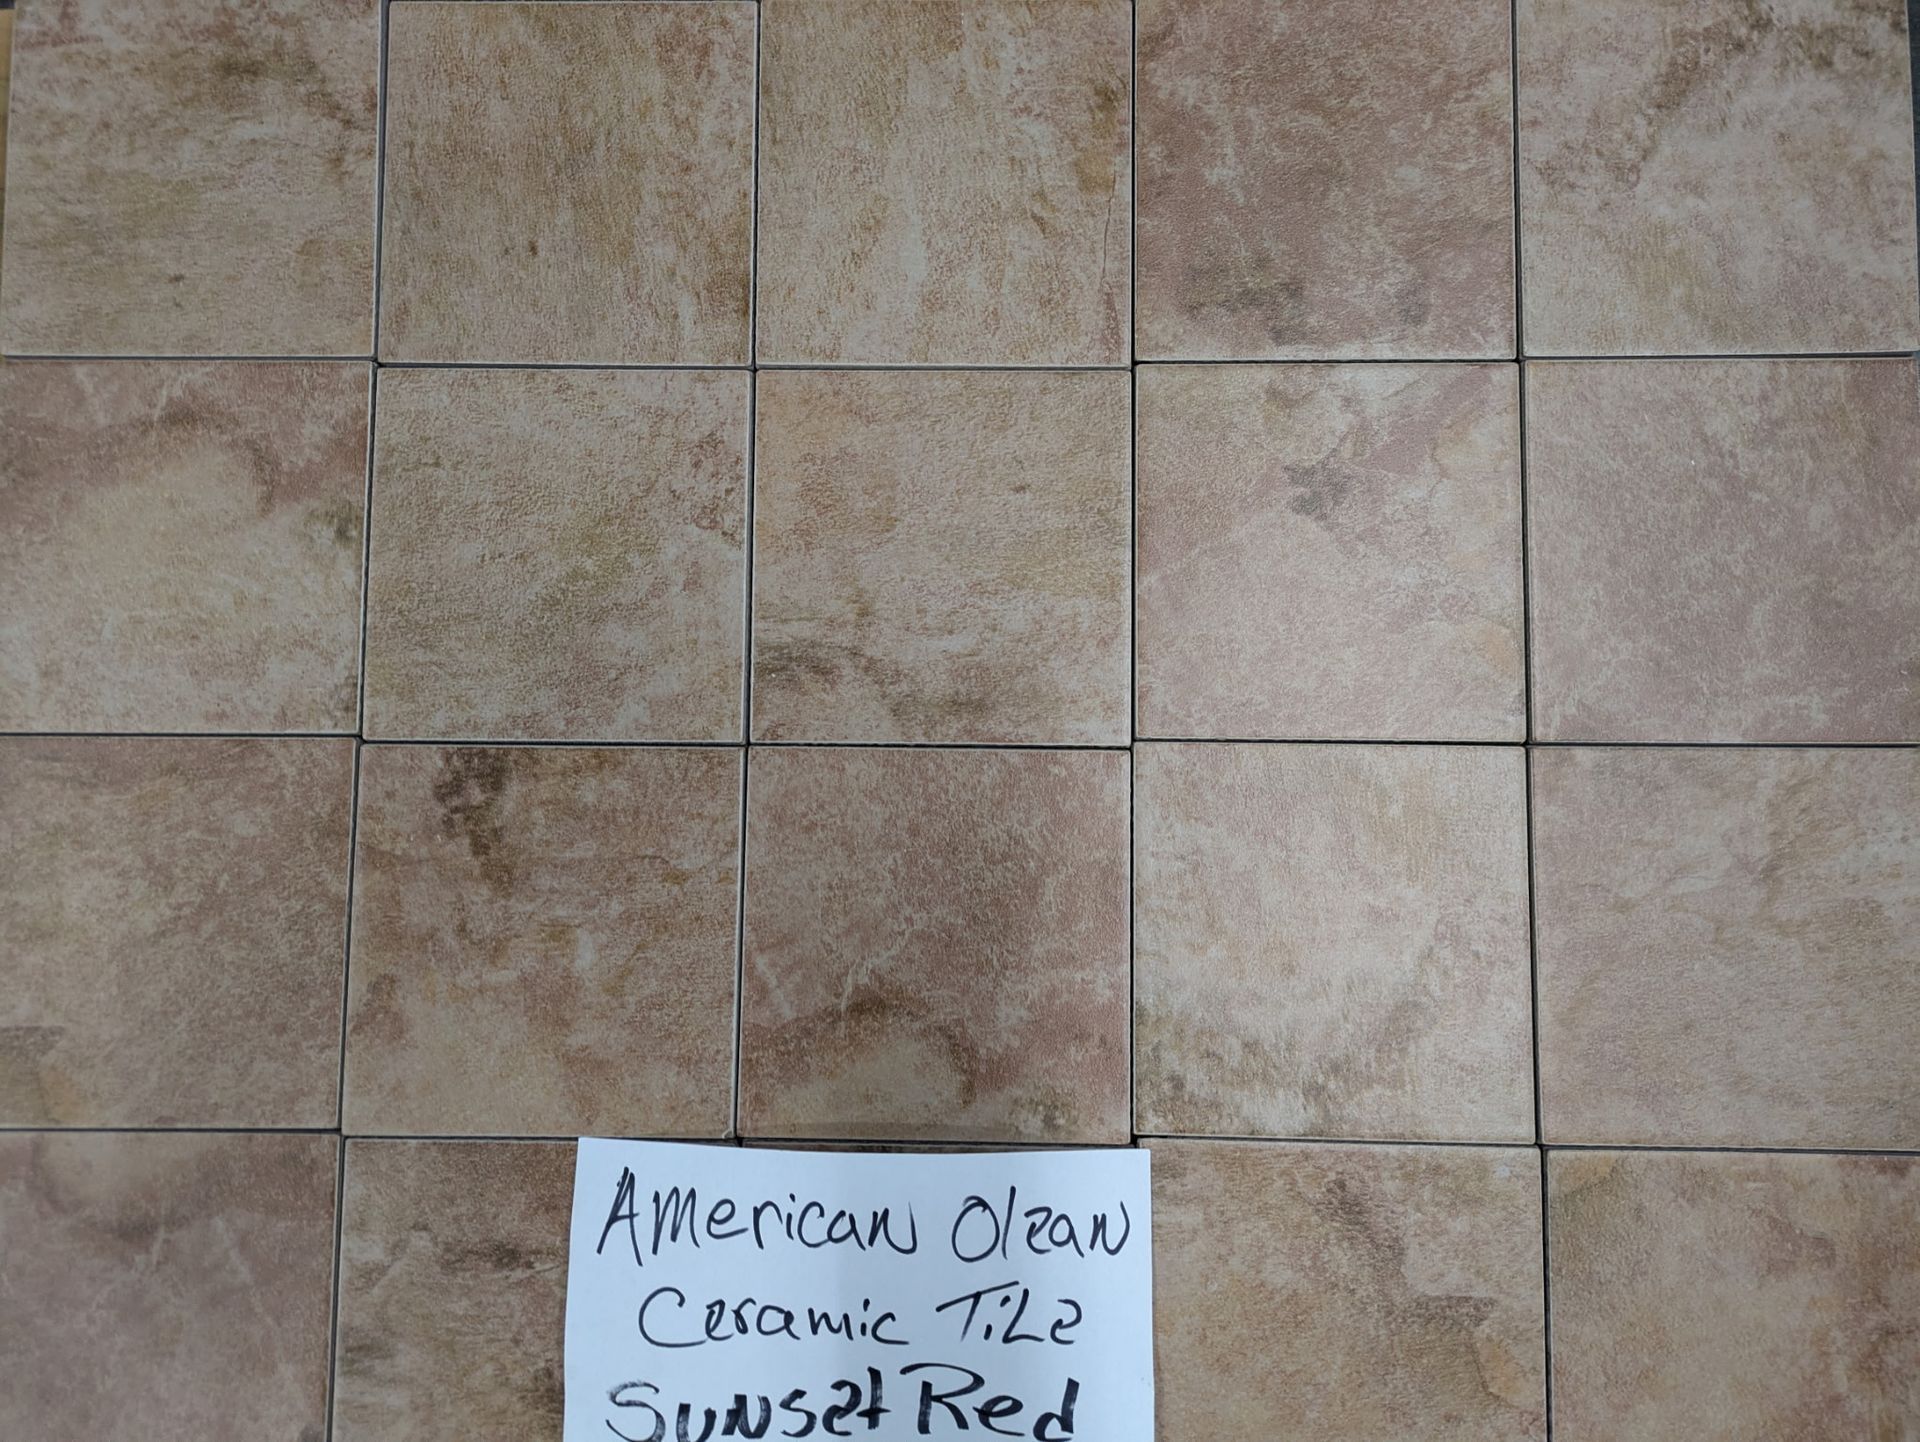 American Olean
Ceramic Tile
Sunset Red